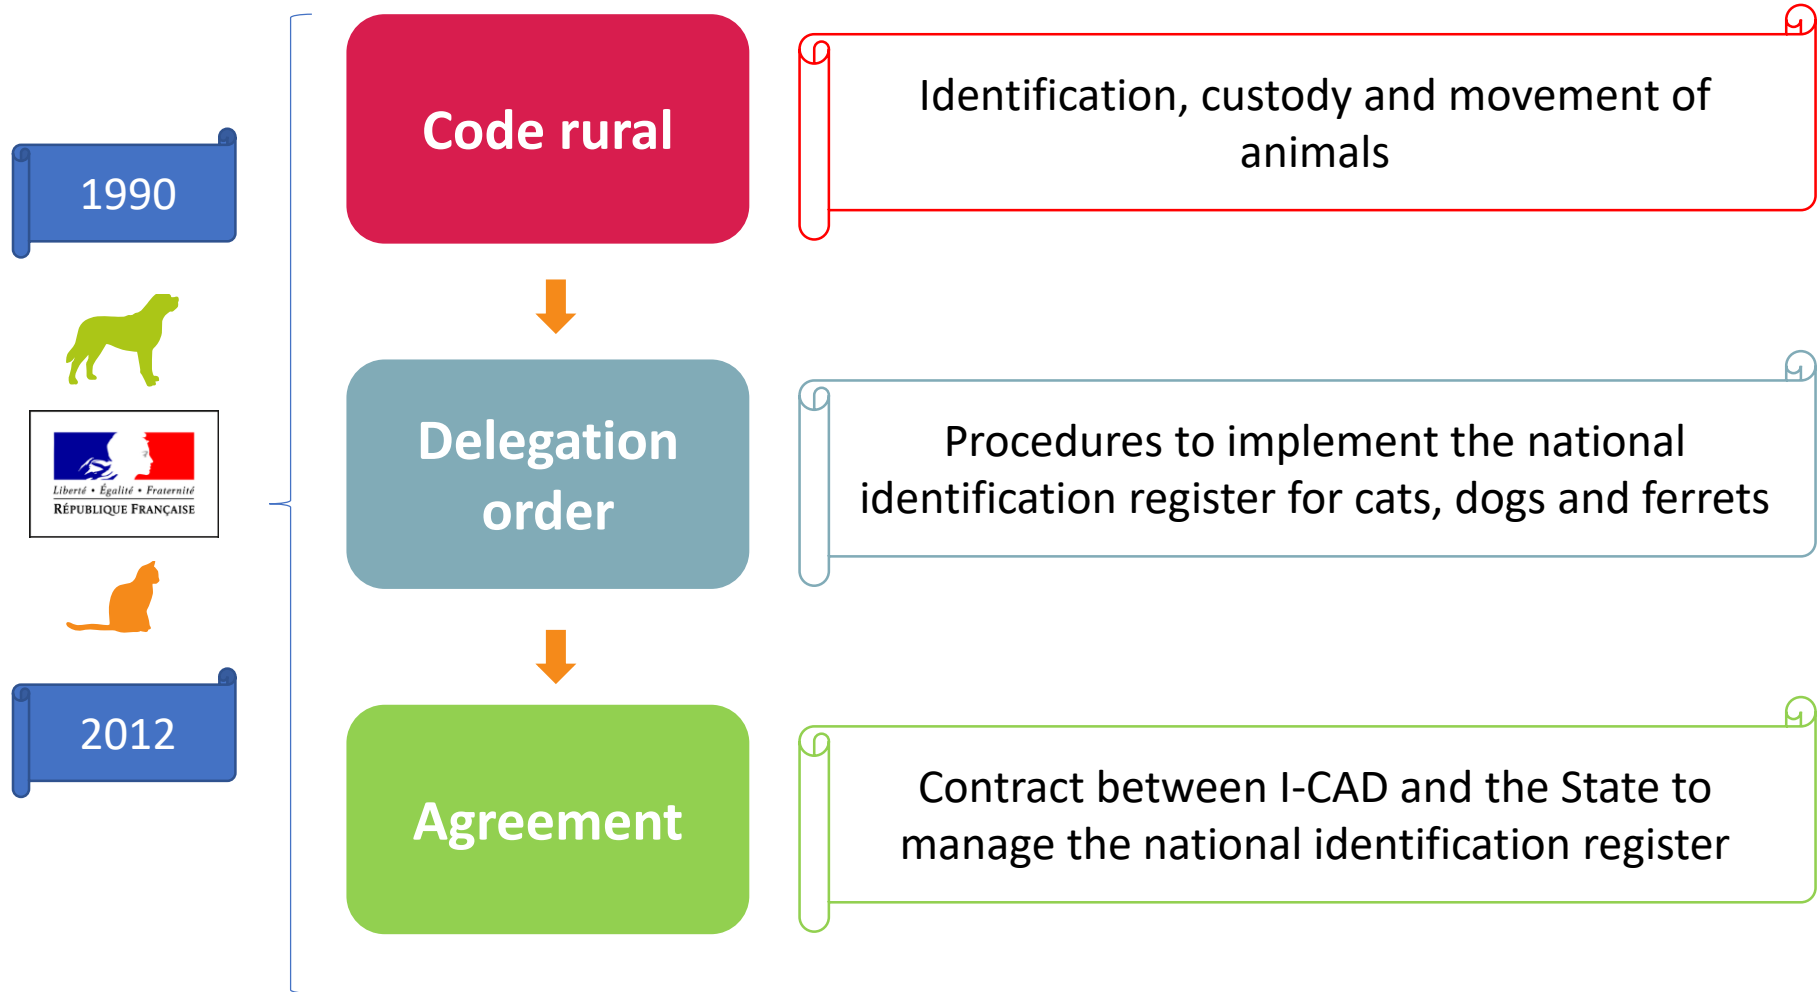 1990
Liberté • Égalité • Fraternité
RÉPUBLIQUE FRANÇAISE
2012
Code rural
Identification, custody and movement of
animals
Delegation
order
Procedures to implement the national
identification register for cats, dogs and ferrets
Agreement
Contract between I-CAD and the State to
manage the national identification register